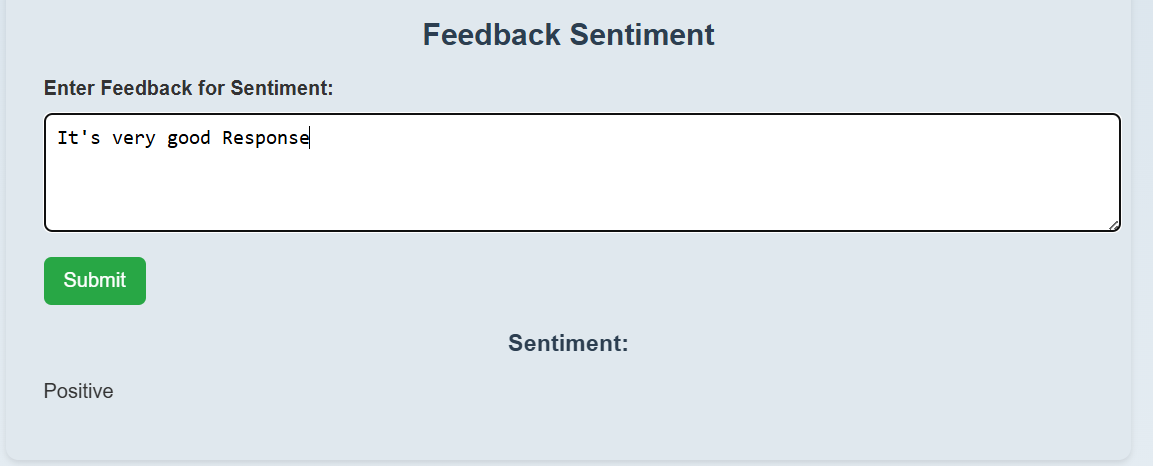 Feedback Sentiment
Enter Feedback for Sentiment:
It's very good Response
Submit
Sentiment:
Positive